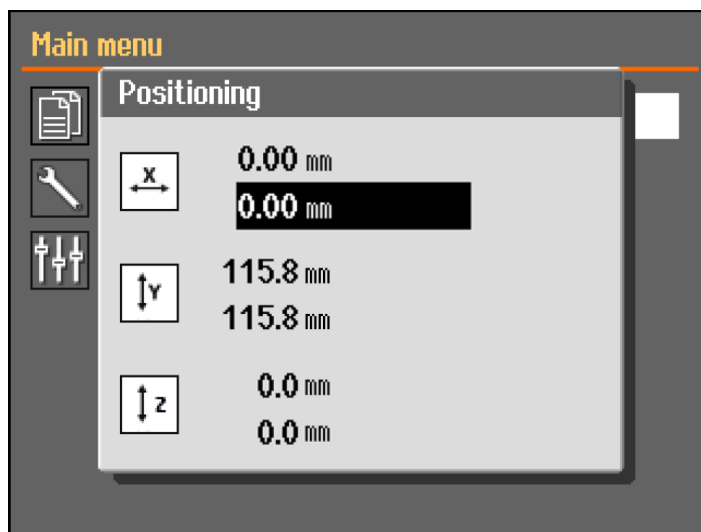 Main menu
Positioning
X
0.00 mm
0.00 mm
Y
115.8 mm
115.8 mm
Z
0.0 mm
0.0 mm